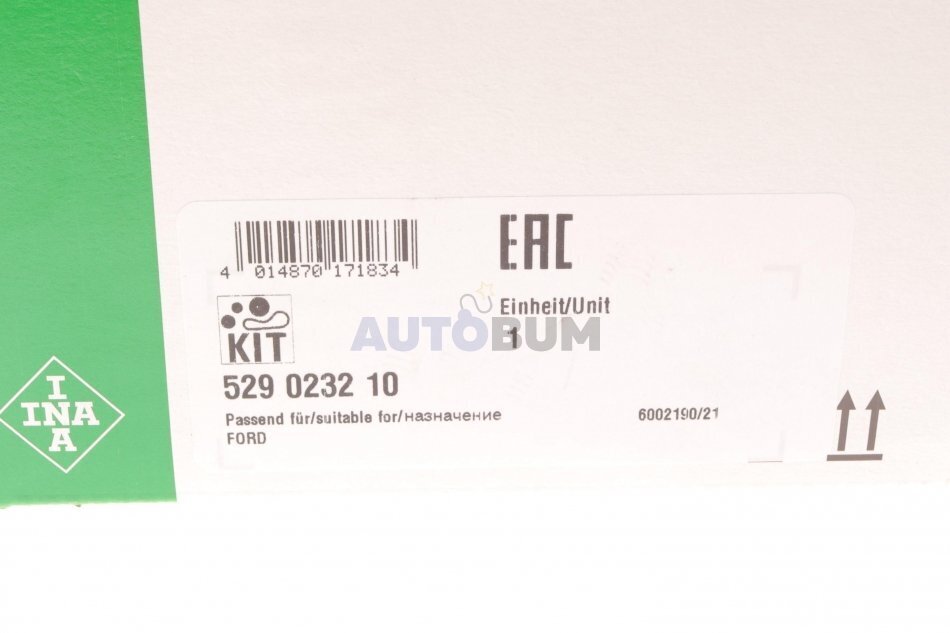 4 014870 171834
EAC
KIT
Einheit/Unit
1
AUTOBUM
529 0232 10
Passend für/suitable for/назначение
6002190/21
FORD
INA
INA